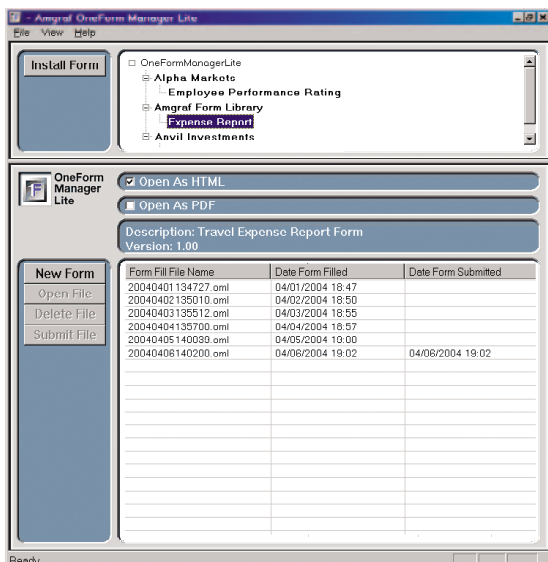 - Amgraf OneForm Manager Lite
File View Help
Install Form
OneFormManagerLite
Alpha Markets
Employee Performance Rating
Amgraf Form Library
Expense Report
Anvil Investments
1F
OneForm
Manager
Lite
Open As HTML
Open As PDF
Description: Travel Expense Report Form
Version: 1.00
New Form
Open File
Delete File
Submit File
Form Fill File Name Date Form Filled Date Form Submitted
20040401134727.oml 04/01/2004 18:47
20040402135010.oml 04/02/2004 18:50
20040403135512.oml 04/03/2004 18:55
20040404135700.oml 04/04/2004 18:57
20040405140039.oml 04/05/2004 19:00
20040406140200.oml 04/06/2004 19:02 04/06/2004 19:02
Ready